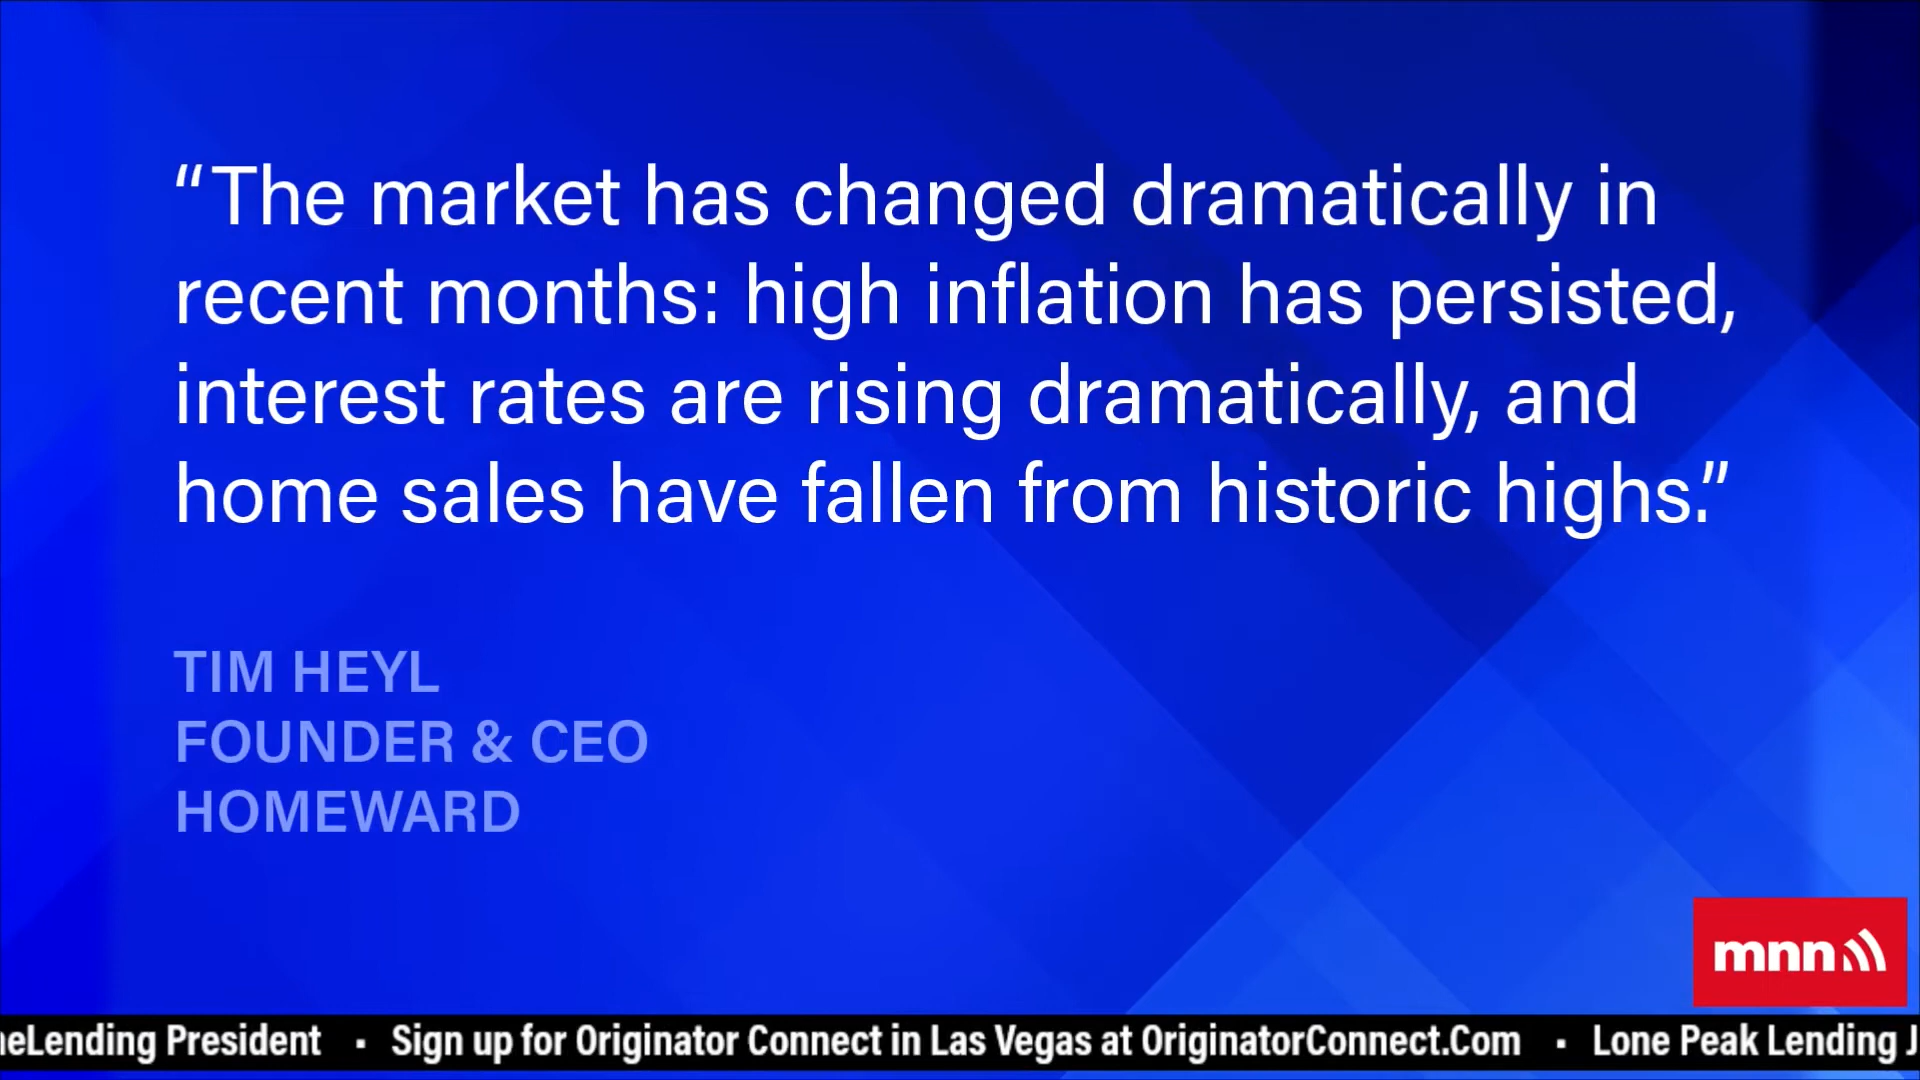 “The market has changed dramatically in
recent months: high inflation has persisted,
interest rates are rising dramatically, and
home sales have fallen from historic highs.”
TIM HEYL
FOUNDER & CEO
HOMEWARD
mnn
neLending President · Sign up for Originator Connect in Las Vegas at OriginatorConnect.Com · Lone Peak Lending J